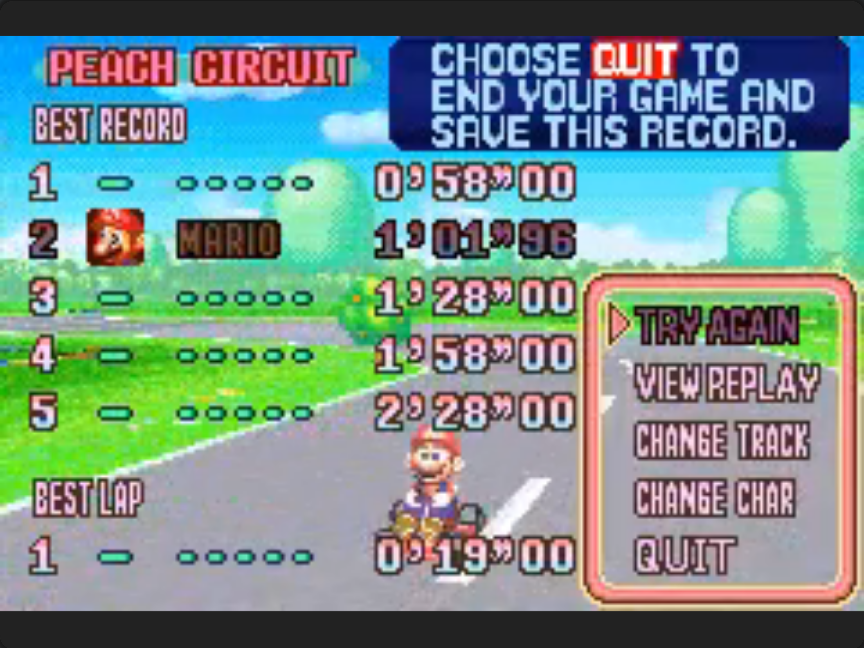 PEACH CIRCUIT
CHOOSE QUIT TO
END YOUR GAME AND
SAVE THIS RECORD.
BEST RECORD
1 – ----- 0'58"00
2 MARIO 1'01"96
3 – ----- 1'28"00
4 – ----- 1'58"00
5 – ----- 2'28"00
TRY AGAIN
VIEW REPLAY
CHANGE TRACK
CHANGE CHAR
QUIT
BEST LAP
1 – ----- 0'19"00